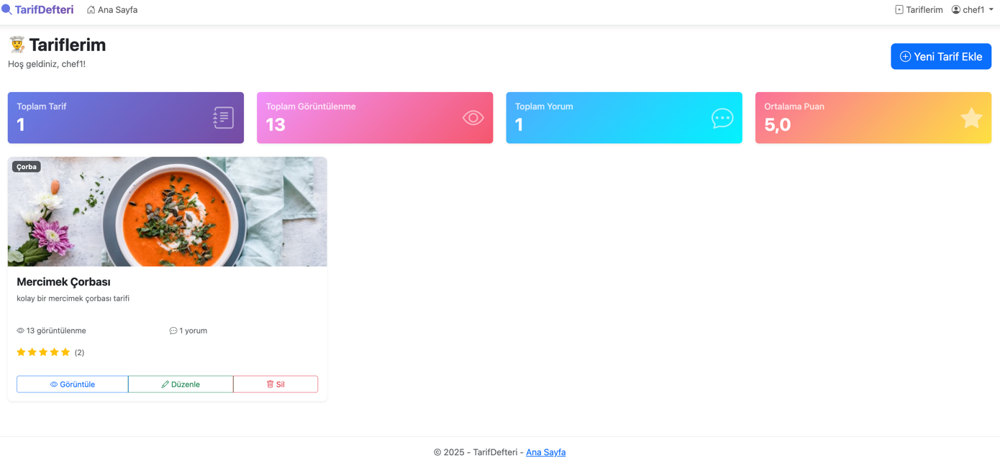 TarifDefteri Ana Sayfa Tariflerim chef1
Tariflerim
Hoş geldiniz, chef1!
Yeni Tarif Ekle
Toplam Tarif
1
Toplam Görüntülenme
13
Toplam Yorum
1
Ortalama Puan
5,0
Çorba
Mercimek Çorbası
kolay bir mercimek çorbası tarifi
13 görüntülenme 1 yorum
(2)
Görüntüle Düzenle Sil
© 2025 - TarifDefteri - Ana Sayfa